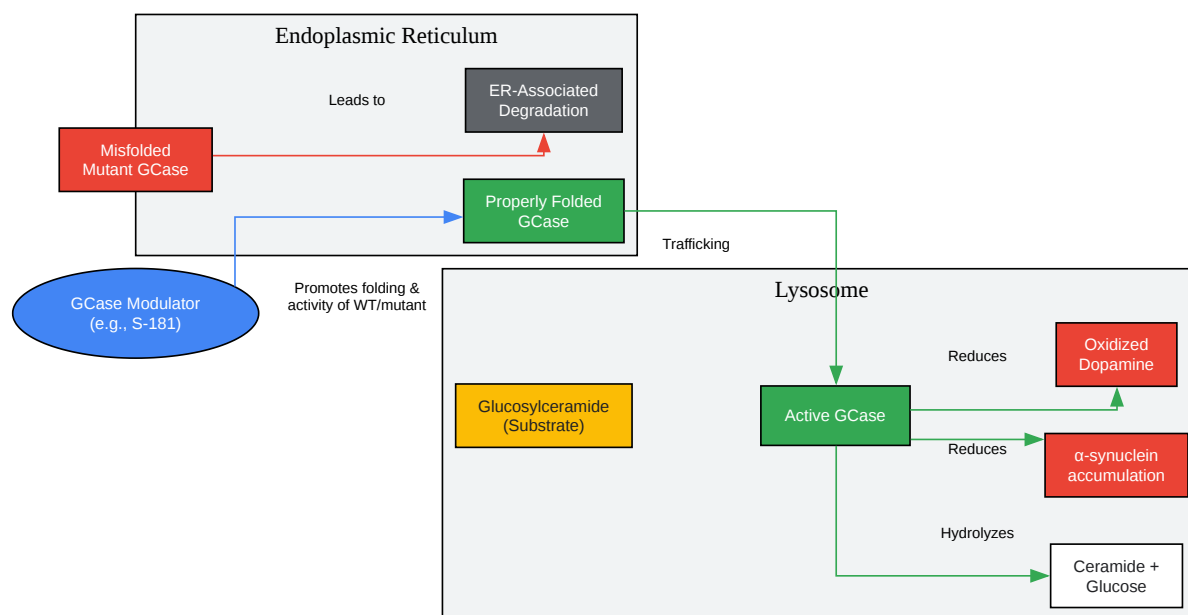 Endoplasmic Reticulum
Leads to
ER-Associated
Degradation
Misfolded
Mutant GCase
Properly Folded
GCase
Trafficking
GCase Modulator
(e.g., S-181)
Promotes folding &
activity of WT/mutant
Lysosome
Reduces
Oxidized
Dopamine
Glucosylceramide
(Substrate)
Active GCase
Reduces
α-synuclein
accumulation
Hydrolyzes
Ceramide +
Glucose